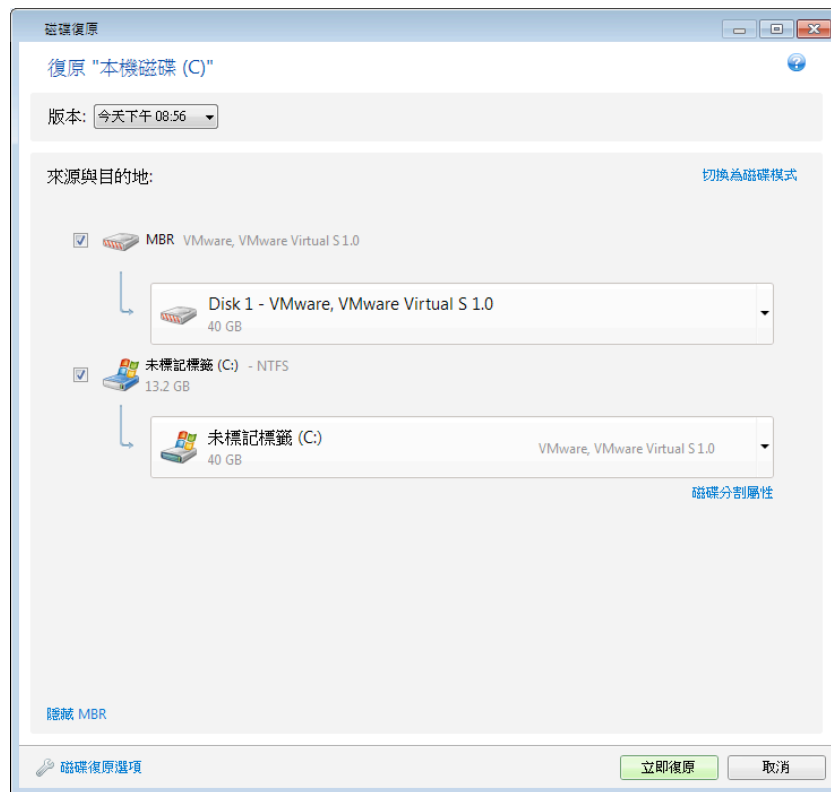 磁碟復原
復原 "本機磁碟 (C)"
版本: 今天下午 08:56
來源與目的地: 切換為磁碟模式
MBR VMware, VMware Virtual S 1.0
Disk 1 - VMware, VMware Virtual S 1.0
40 GB
未標記標籤 (C:) - NTFS
13.2 GB
未標記標籤 (C:) VMware, VMware Virtual S 1.0
40 GB
磁碟分割屬性
隱藏 MBR
磁碟復原選項 立即復原 取消